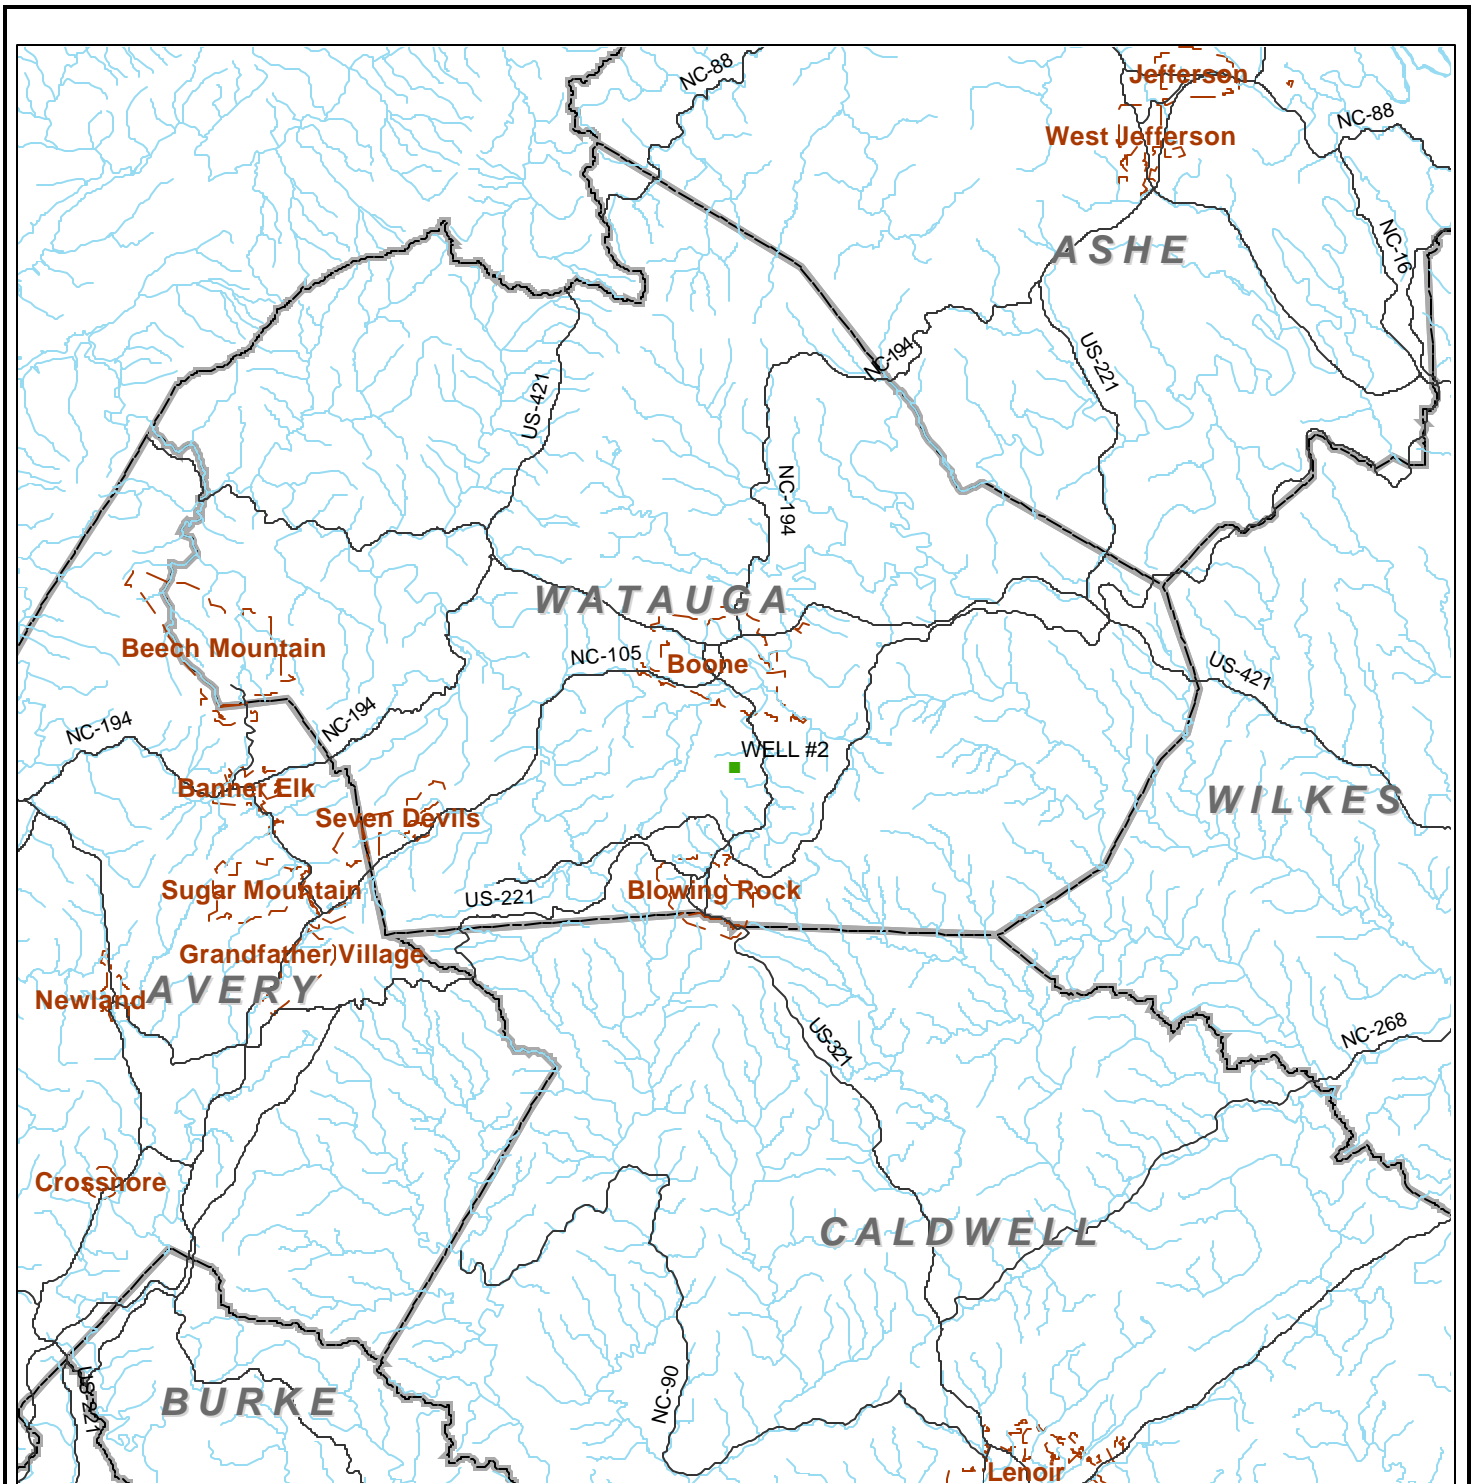 NC-88
Jefferson
NC-88
West Jefferson
ASHE
NC-16
NC-194
US-221
US-421
NC-194
WATAUGA
Beech Mountain
NC-105
Boone
US-421
NC-194
NC-194
WELL #2
Banner Elk
WILKES
Seven Devils
Sugar Mountain
US-221
Blowing Rock
Grandfather Village
AVERY
Newland
US-321
NC-268
Crossnore
CALDWELL
US-221
BURKE
NC-90
Lenoir